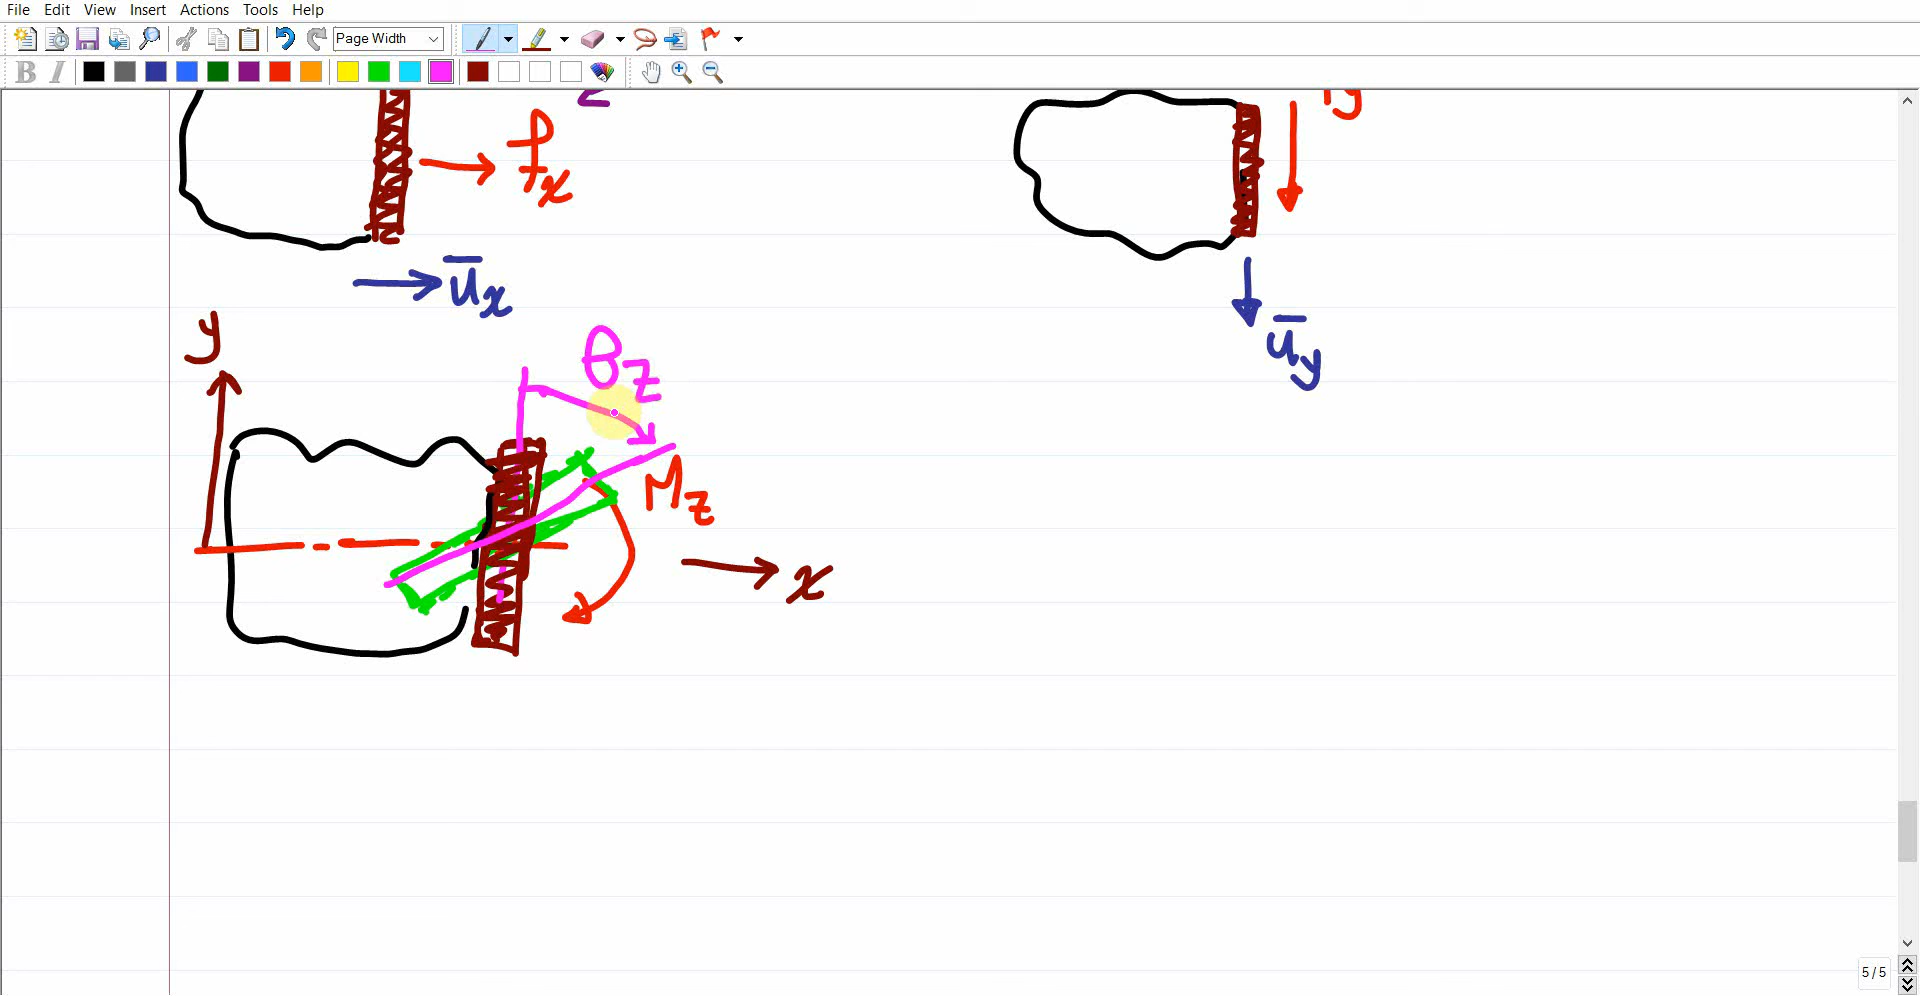 File Edit View Insert Actions Tools Help
Page Width
B I
fx
ūx
ūy
y
θz
Mz
x
5 / 5